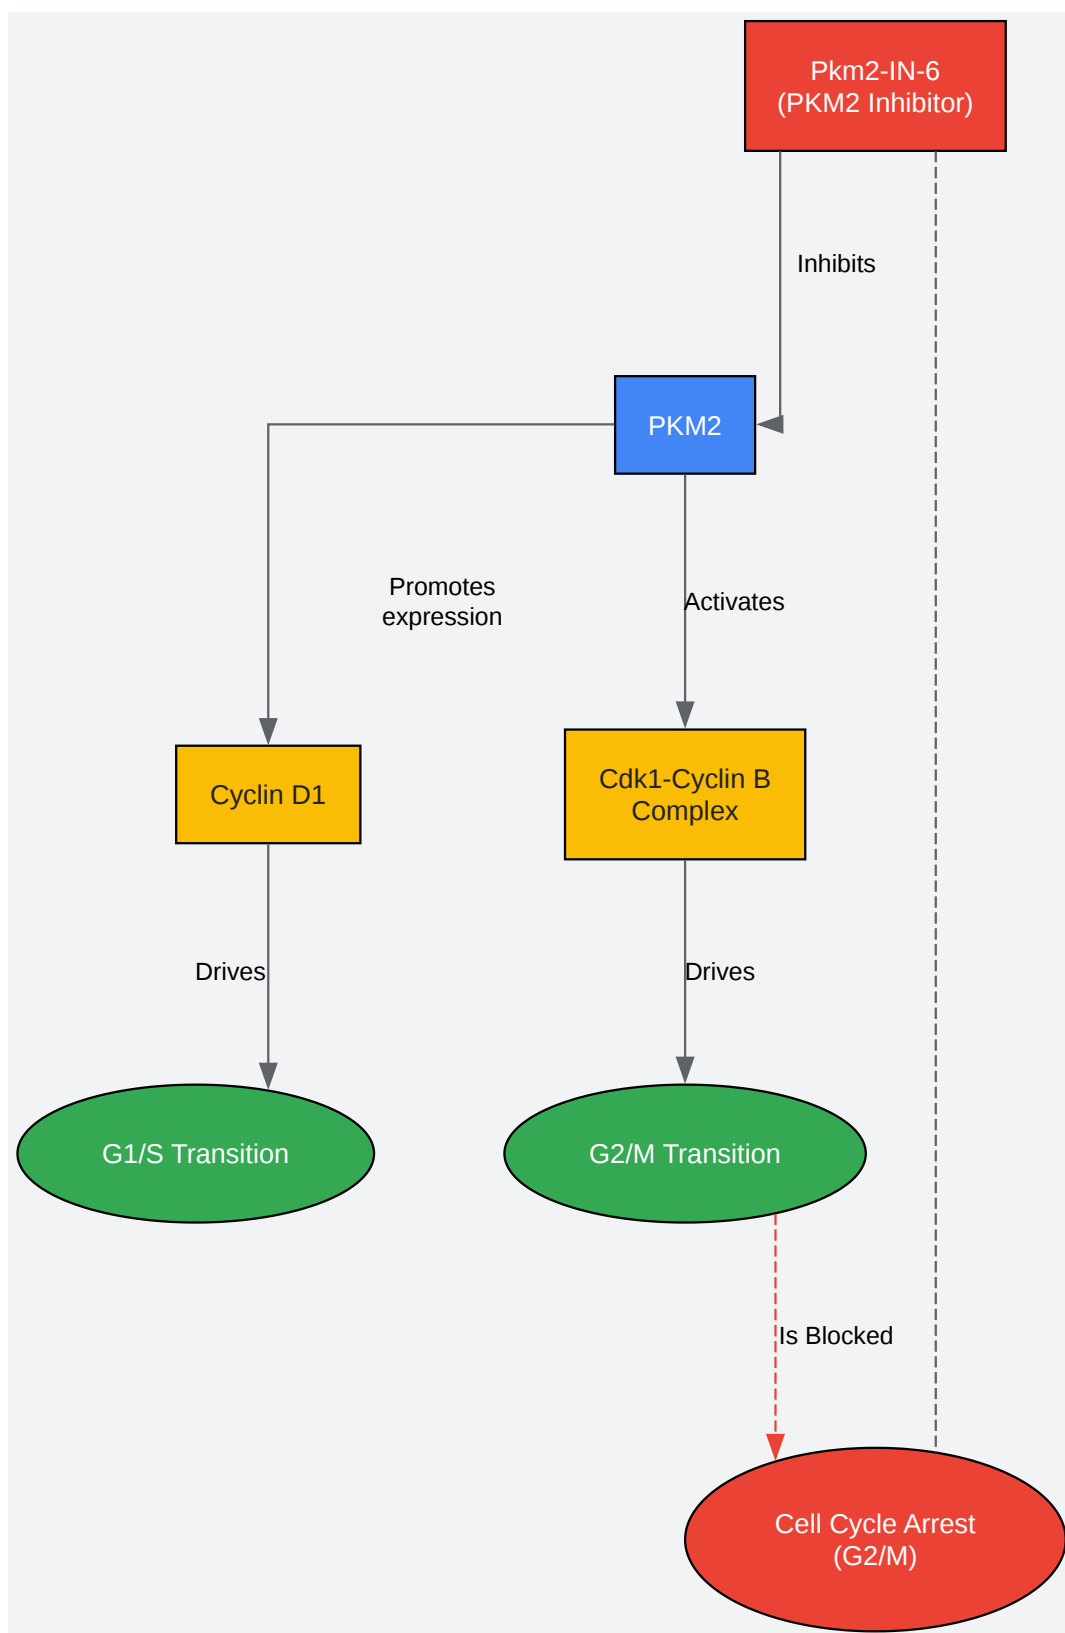 Pkm2-IN-6
(PKM2 Inhibitor)
Inhibits
PKM2
Promotes
expression
Activates
Cyclin D1
Cdk1-Cyclin B
Complex
Drives
Drives
G1/S Transition
G2/M Transition
Is Blocked
Cell Cycle Arrest
(G2/M)